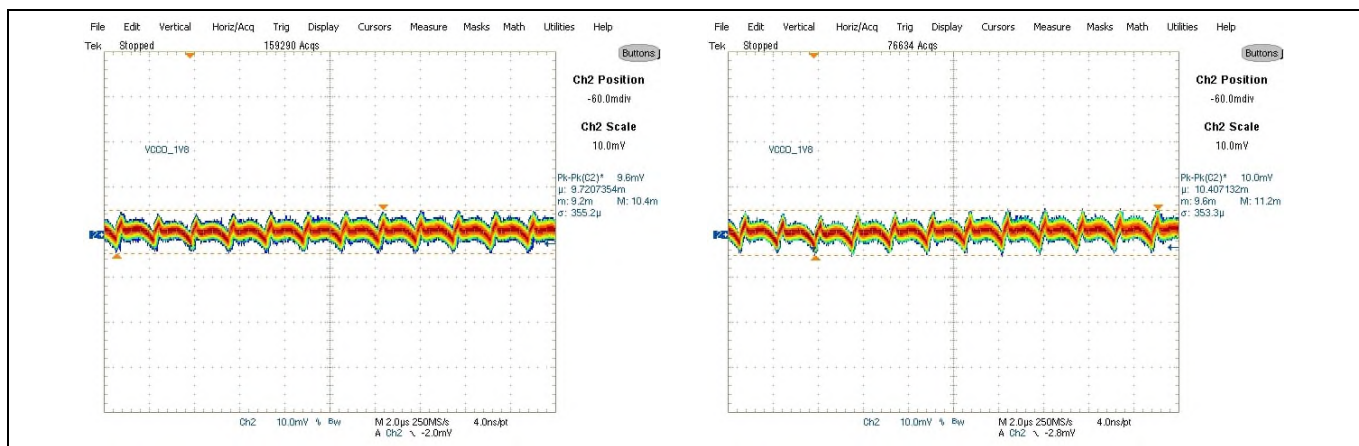 File Edit Vertical Horiz/Acq Trig Display Cursors Measure Masks Math Utilities Help
Tek Stopped 159290 Acqs
Buttons
Ch2 Position
-60.0mdiv
Ch2 Scale
10.0mV
VCCO_1V8
Pk-Pk(C2)* 9.6mV
µ: 9.7207354m
m: 9.2m M: 10.4m
σ: 355.2µ
2
Ch2 10.0mV % Bw M 2.0µs 250MS/s 4.0ns/pt
A Ch2 -2.0mV
File Edit Vertical Horiz/Acq Trig Display Cursors Measure Masks Math Utilities Help
Tek Stopped 76634 Acqs
Buttons
Ch2 Position
-60.0mdiv
Ch2 Scale
10.0mV
VCCO_1V8
Pk-Pk(C2)* 10.0mV
µ: 10.407132m
m: 9.6m M: 11.2m
σ: 353.3µ
2
Ch2 10.0mV % Bw M 2.0µs 250MS/s 4.0ns/pt
A Ch2 -2.8mV